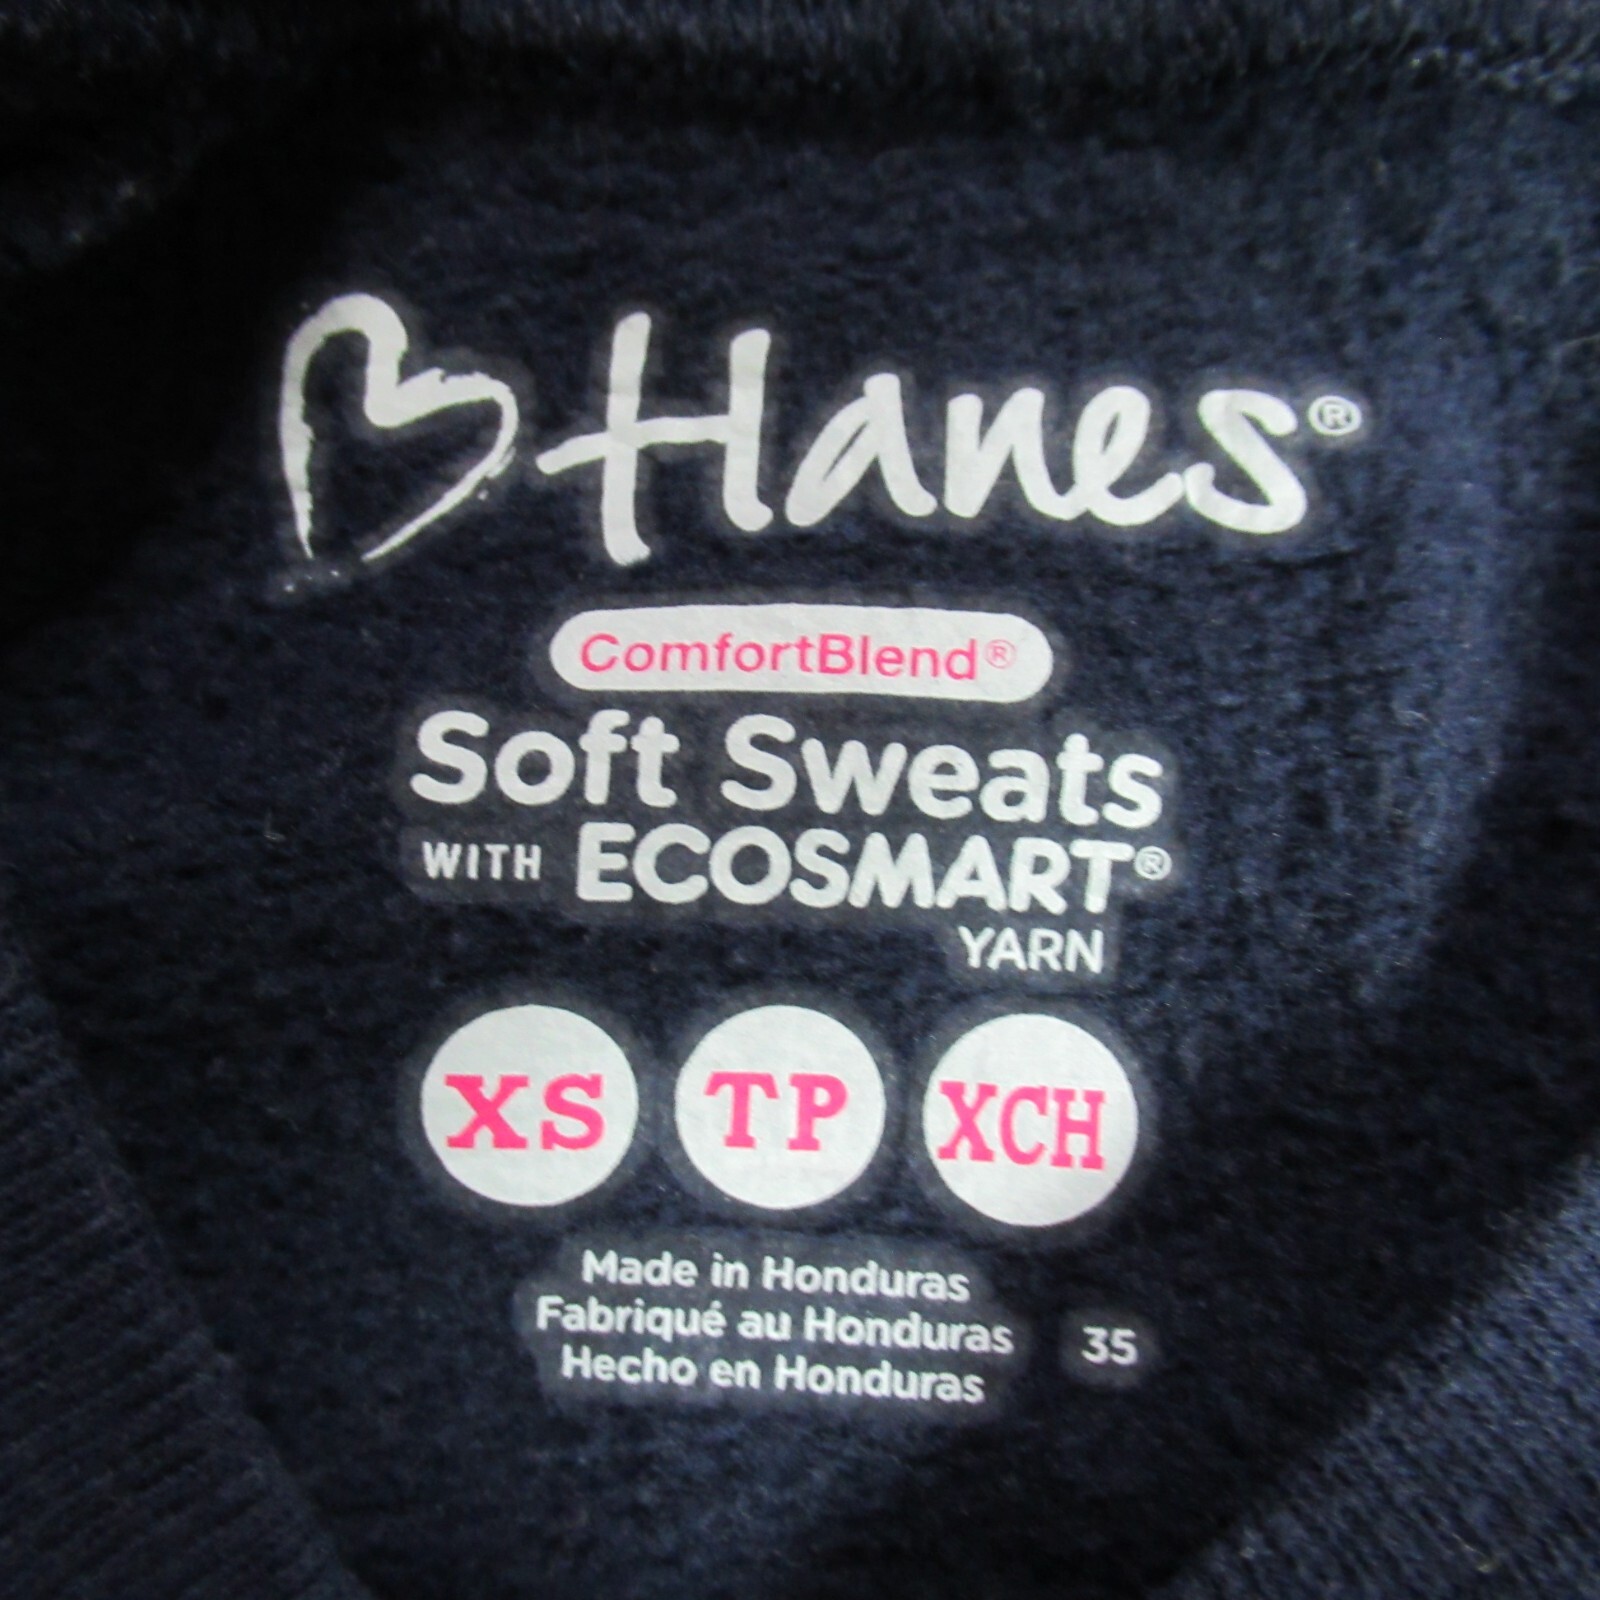 Hanes®
ComfortBlend®
Soft Sweats
WITH ECOSMART®
YARN
XS TP XCH
Made in Honduras
Fabriqué au Honduras 35
Hecho en Honduras